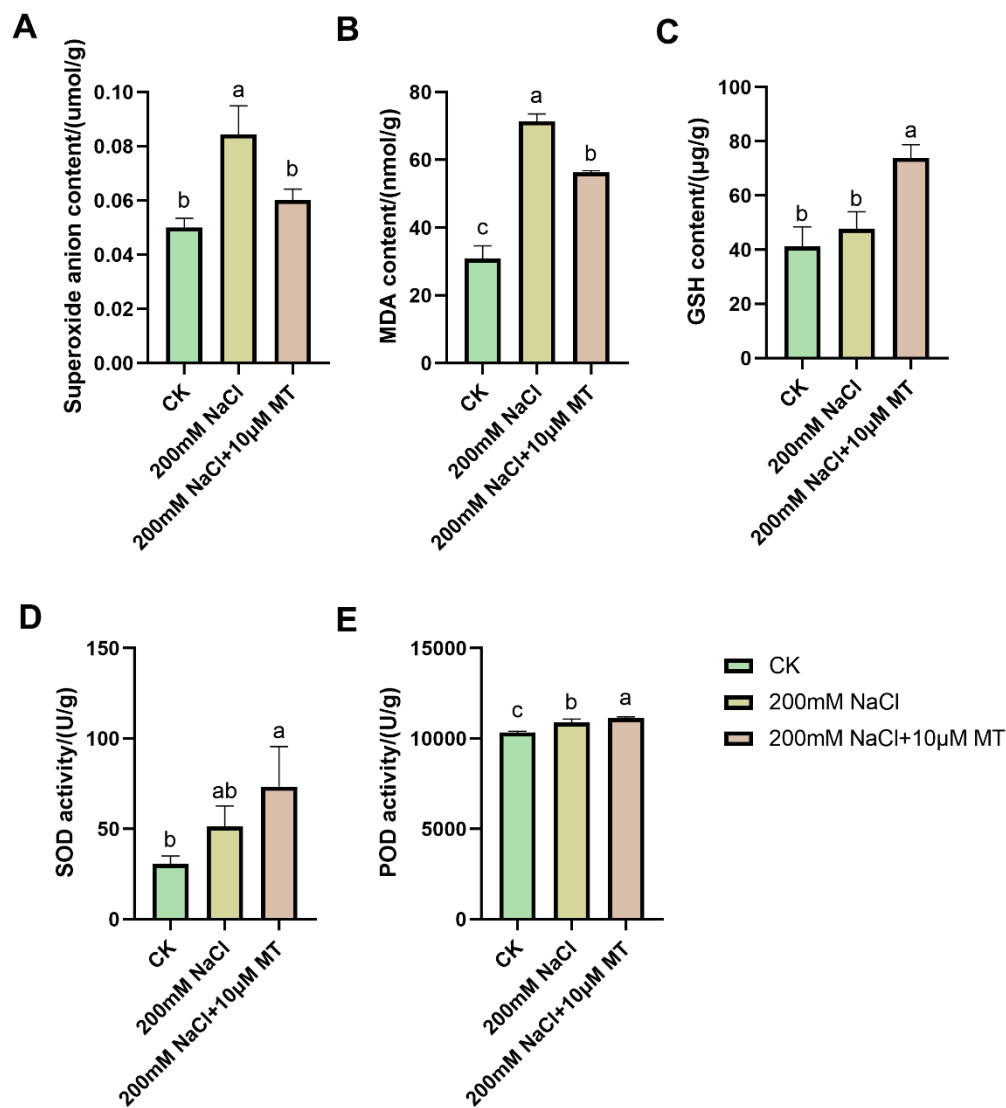 A
Superoxide anion content/(umol/g)
0.10
0.08
0.06
0.04
0.02
0.00
b
a
b
CK
200mM NaCl
200mM NaCl+10μM MT
B
MDA content/(nmol/g)
80
60
40
20
0
c
a
b
CK
200mM NaCl
200mM NaCl+10μM MT
C
GSH content/(μg/g)
100
80
60
40
20
0
b
b
a
CK
200mM NaCl
200mM NaCl+10μM MT
D
SOD activity/(U/g)
150
100
50
0
b
ab
a
CK
200mM NaCl
200mM NaCl+10μM MT
E
POD activity/(U/g)
15000
10000
5000
0
c
b
a
CK
200mM NaCl
200mM NaCl+10μM MT
CK
200mM NaCl
200mM NaCl+10μM MT